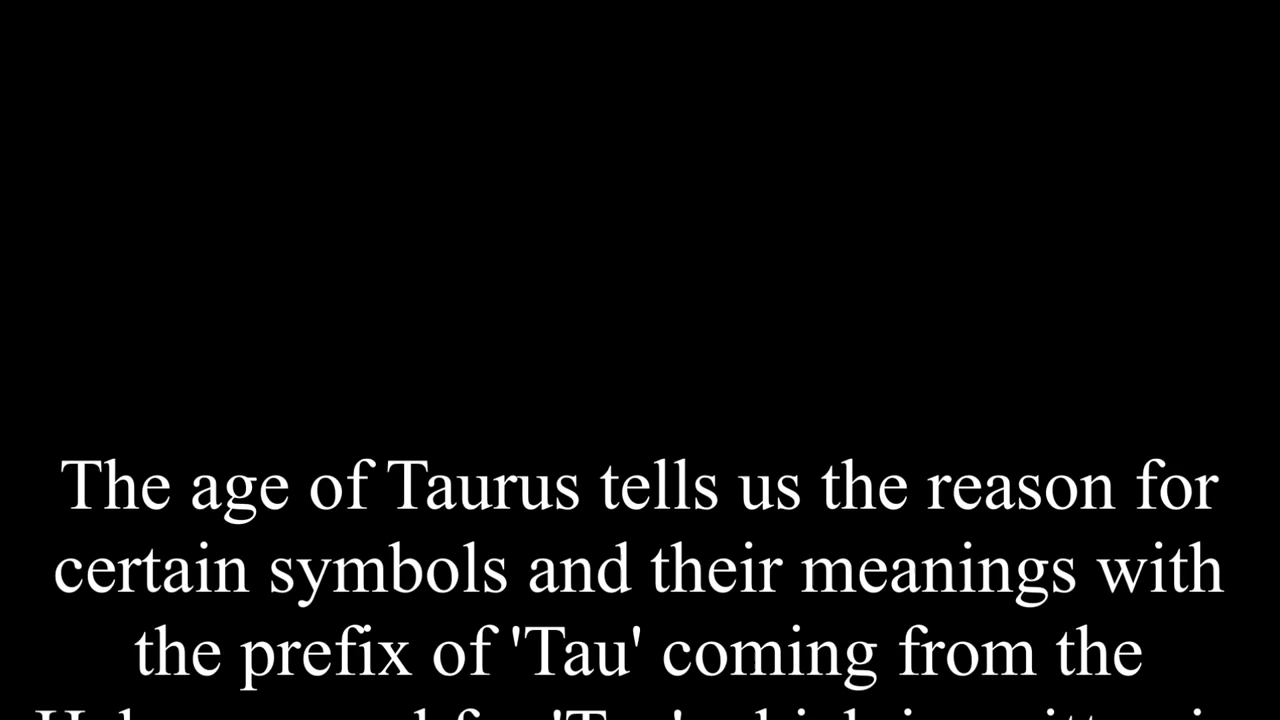 The age of Taurus tells us the reason for
certain symbols and their meanings with
the prefix of 'Tau' coming from the